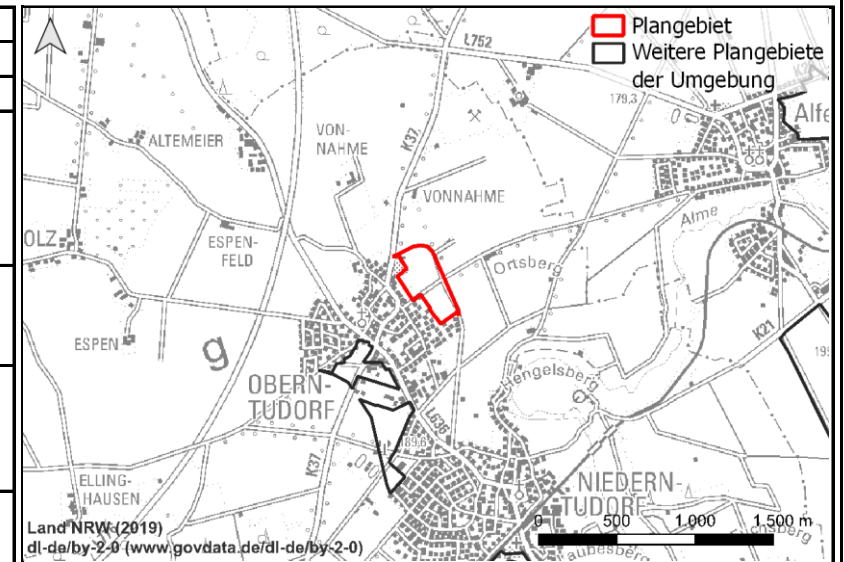 Plangebiet
Weitere Plangebiete
der Umgebung
L752
K37
179,3
Alfe
ALTEMEIER
VON-
NAHME
VONNAHME
OLZ
ESPEN-
FELD
Alme
Ortsberg
ESPEN
g
K21
OBERN-
TUDORF
Hengelsberg
L636
189,6
K37
ELLING-
HAUSEN
NIEDERN-
TUDORF
Land NRW (2019)
dl-de/by-2-0 (www.govdata.de/dl-de/by-2-0)
0 500 1.000 1.500 m